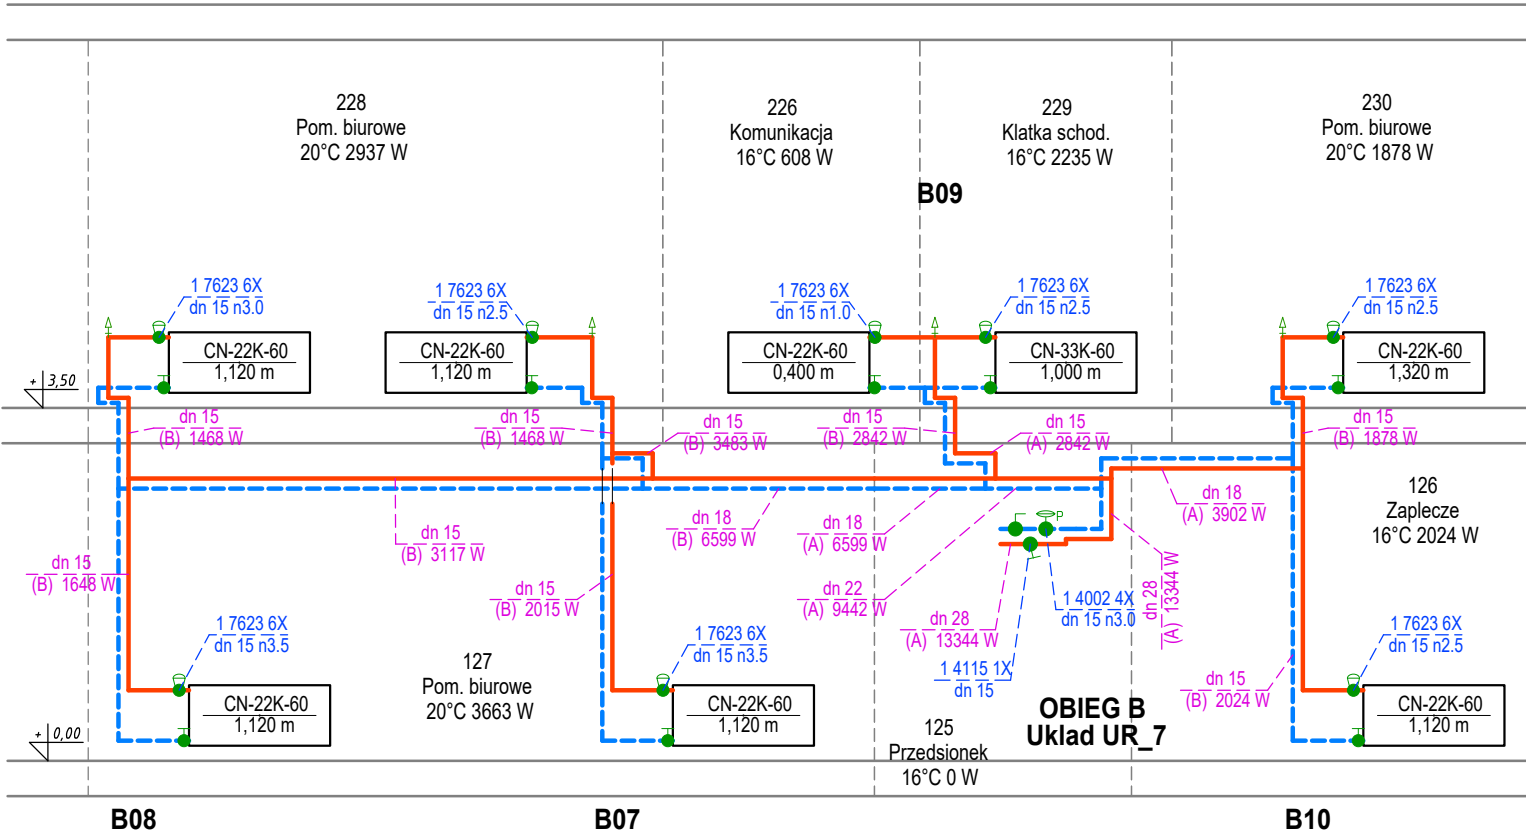 228
Pom. biurowe
20°C 2937 W
226
Komunikacja
16°C 608 W
229
Klatka schod.
16°C 2235 W
230
Pom. biurowe
20°C 1878 W
B09
1 7623 6X
dn 15 n3.0
1 7623 6X
dn 15 n2.5
1 7623 6X
dn 15 n1.0
1 7623 6X
dn 15 n2.5
1 7623 6X
dn 15 n2.5
CN-22K-60
1,120 m
CN-22K-60
1,120 m
CN-22K-60
0,400 m
CN-33K-60
1,000 m
CN-22K-60
1,320 m
+ 3,50
dn 15
(B) 1468 W
dn 15
(B) 1468 W
dn 15
(B) 3483 W
dn 15
(B) 2842 W
dn 15
(A) 2842 W
dn 15
(B) 1878 W
dn 15
(B) 3117 W
dn 18
(B) 6599 W
dn 18
(A) 6599 W
P
dn 18
(A) 3902 W
126
Zaplecze
16°C 2024 W
dn 15
(B) 1648 W
dn 15
(B) 2015 W
dn 22
(A) 9442 W
dn 28
(A) 13344 W
1 4002 4X
dn 15 n3.0
dn 28
(A) 13344 W
1 4115 1X
dn 15
1 7623 6X
dn 15 n3.5
127
Pom. biurowe
20°C 3663 W
1 7623 6X
dn 15 n3.5
dn 15
(B) 2024 W
1 7623 6X
dn 15 n2.5
CN-22K-60
1,120 m
CN-22K-60
1,120 m
CN-22K-60
1,120 m
OBIEG B
Uklad UR_7
125
Przedsionek
16°C 0 W
+ 0,00
B08
B07
B10